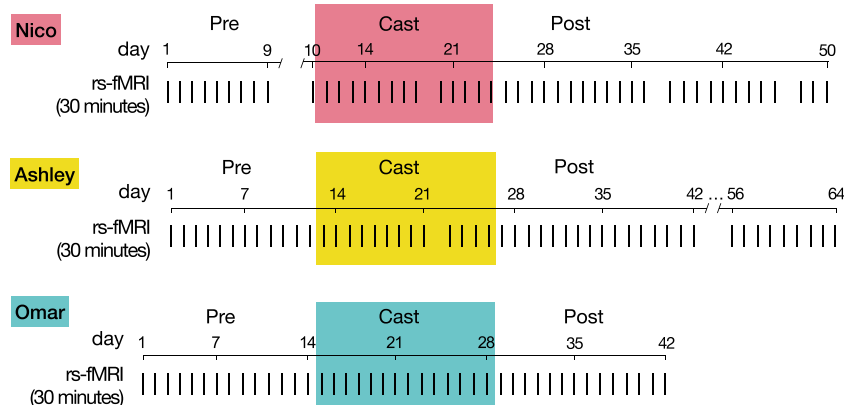 Nico
Pre Cast Post
day 1 9 10 14 21 28 35 42 50
rs-fMRI
(30 minutes)
Ashley
Pre Cast Post
day 1 7 14 21 28 35 42 ... 56 64
rs-fMRI
(30 minutes)
Omar
Pre Cast Post
day 1 7 14 21 28 35 42
rs-fMRI
(30 minutes)